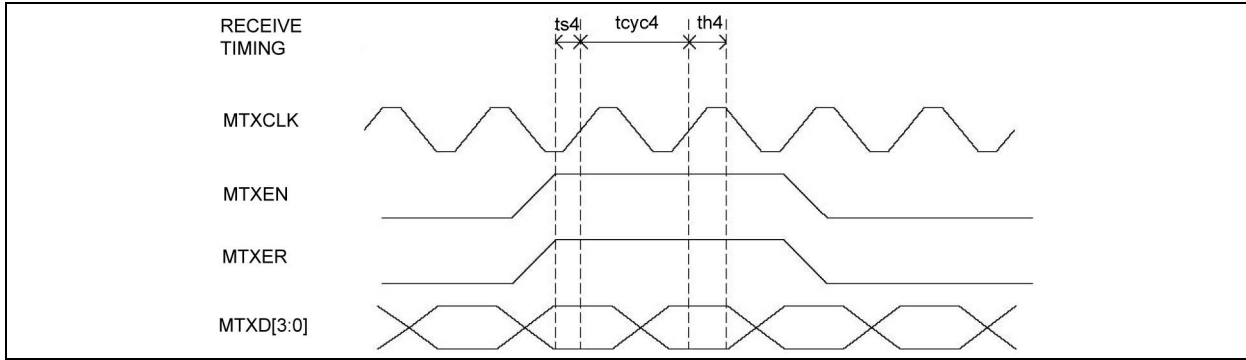 RECEIVE
TIMING
ts4 tcyc4 th4
MTXCLK
MTXEN
MTXER
MTXD[3:0]